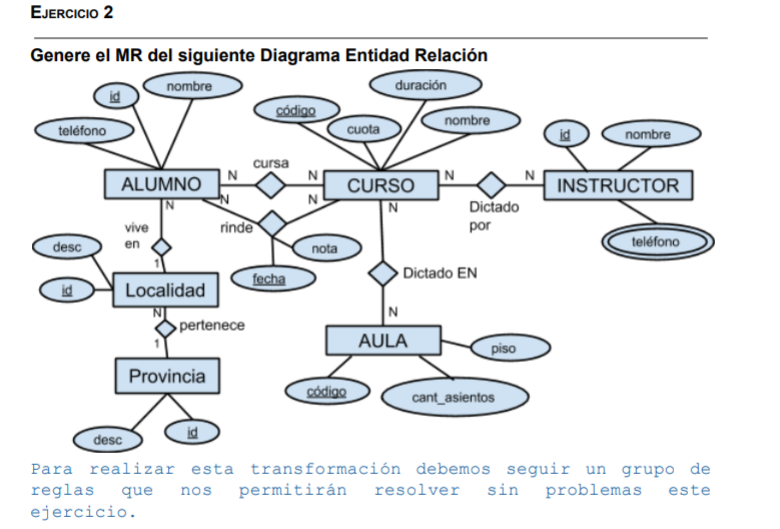 EJERCICIO 2
Genere el MR del siguiente Diagrama Entidad Relación
nombre
id
teléfono
duración
código
cuota
nombre
id
nombre
cursa
ALUMNO
N
N
CURSO
N
N
INSTRUCTOR
N
N
N
N
Dictado
por
vive
en
rinde
nota
teléfono
desc
1
fecha
Dictado EN
id
Localidad
N
pertenece
N
1
AULA
piso
Provincia
código
cant_asientos
desc
id
Para realizar esta transformación debemos seguir un grupo de
reglas que nos permitirán resolver sin problemas este
ejercicio.